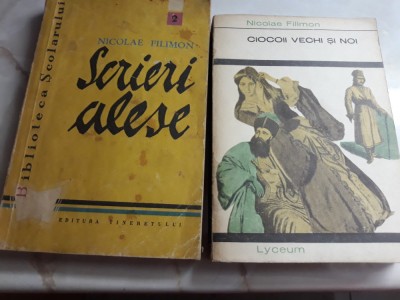 Biblioteca Școlarului
2
NICOLAE FILIMON
Scrieri
alese
EDITURA TINERETULUI
Nicolae Filimon
CIOCOII VECHI ȘI NOI
Lyceum